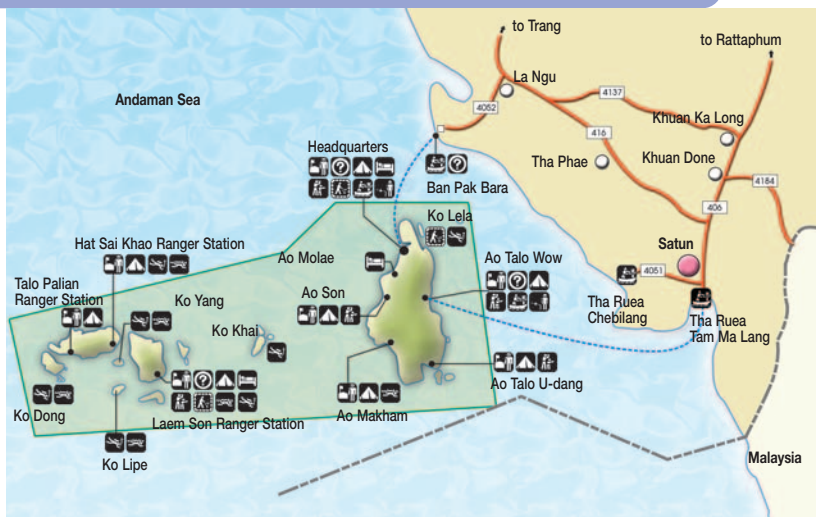 to Trang
to Rattaphum
La Ngu
Andaman Sea
4052
4137
Khuan Ka Long
416
Headquarters
Tha Phae
Khuan Done
Ban Pak Bara
4184
406
Ko Lela
Hat Sai Khao Ranger Station
Ao Molae
Ao Talo Wow
Satun
4051
Talo Palian
Ranger Station
Ko Yang
Ao Son
Ko Khai
Tha Ruea
Chebilang
Tha Ruea
Tam Ma Lang
Ao Talo U-dang
Ko Dong
Laem Son Ranger Station
Ao Makham
Ko Lipe
Malaysia